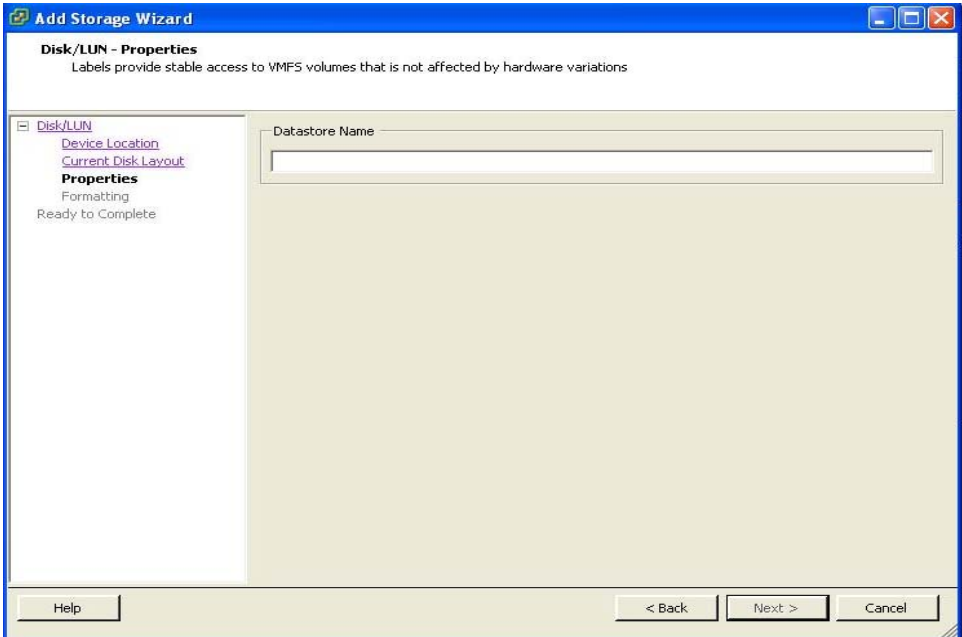 Add Storage Wizard
Disk/LUN - Properties
Labels provide stable access to VMFS volumes that is not affected by hardware variations
Disk/LUN
Device Location
Current Disk Layout
Properties
Formatting
Ready to Complete
Datastore Name
Help
< Back
Next >
Cancel